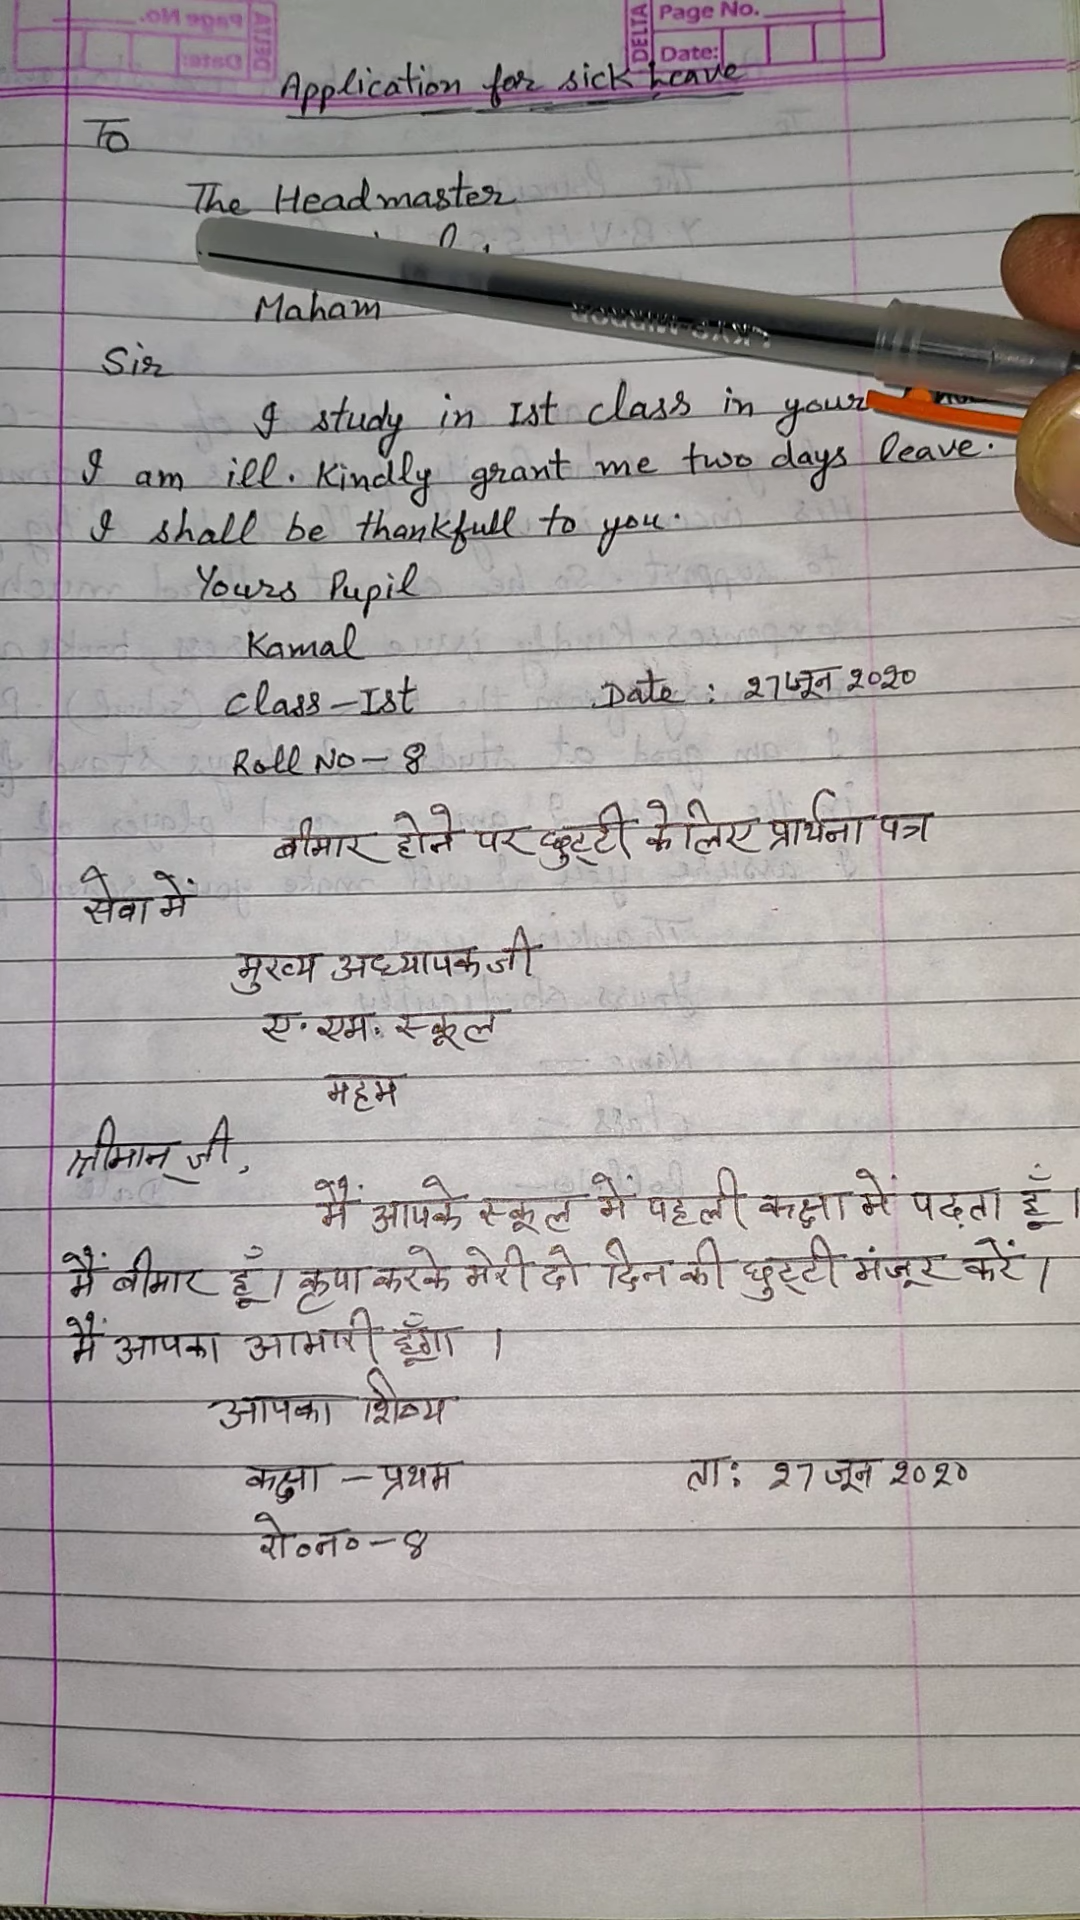 DELTA
Page No.
Date:
Application for sick Leave
To
The Headmaster
Maham
Sir
I study in Ist class in your
I am ill. Kindly grant me two days leave.
I shall be thankfull to you.
Yours Pupil
Kamal
Class-Ist Date : 27 जून 2020
Roll No-8
बीमार होने पर छुट्टी के लिए प्रार्थना पत्र
सेवा में
मुख्य अध्यापक जी
ए. एम. स्कूल
महम
श्रीमान् जी,
मैं आपके स्कूल में पहली कक्षा में पढ़ता हूँ।
मैं बीमार हूँ। कृपा करके मेरी दो दिन की छुट्टी मंजूर करें।
मैं आपका आभारी हूँगा ।
आपका शिष्य
कक्षा - प्रथम ता: 27 जून 2020
रो०न०-8